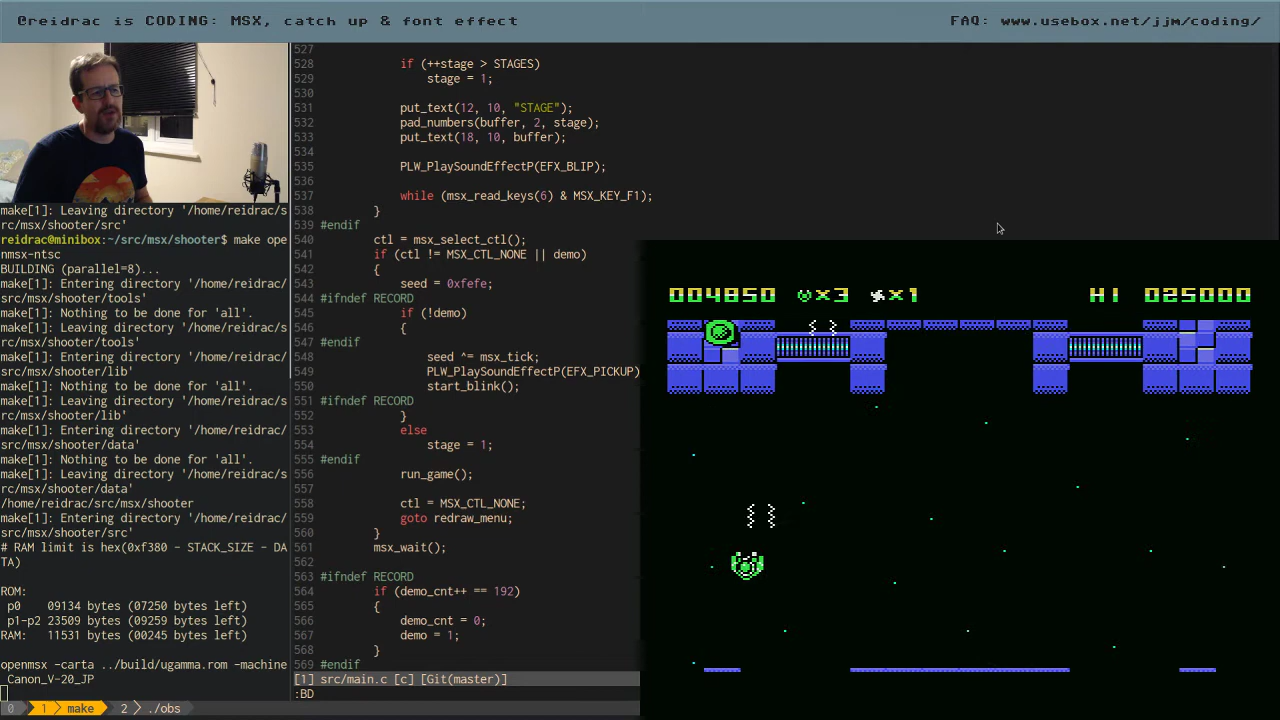 @reidrac is CODING: MSX, catch up & font effect
FAQ: www.usebox.net/jjm/coding/
make[1]: Leaving directory '/home/reidrac/s
rc/msx/shooter/src'
reidrac@minibox:~/src/msx/shooter$ make ope
nmsx-ntsc
BUILDING (parallel=8)...
make[1]: Entering directory '/home/reidrac/
src/msx/shooter/tools'
make[1]: Nothing to be done for 'all'.
make[1]: Leaving directory '/home/reidrac/s
rc/msx/shooter/tools'
make[1]: Entering directory '/home/reidrac/
src/msx/shooter/lib'
make[1]: Nothing to be done for 'all'.
make[1]: Leaving directory '/home/reidrac/s
rc/msx/shooter/lib'
make[1]: Entering directory '/home/reidrac/
src/msx/shooter/data'
make[1]: Nothing to be done for 'all'.
make[1]: Leaving directory '/home/reidrac/s
rc/msx/shooter/data'
/home/reidrac/src/msx/shooter
make[1]: Entering directory '/home/reidrac/
src/msx/shooter/src'
# RAM limit is hex(0xf380 - STACK_SIZE - DA
TA)
ROM:
p0 09134 bytes (07250 bytes left)
p1-p2 23509 bytes (09259 bytes left)
RAM: 11531 bytes (00245 bytes left)
openmsx -carta ../build/ugamma.rom -machine
Canon_V-20_JP
0 1 make 2 ./obs
527
528 if (++stage > STAGES)
529 stage = 1;
530
531 put_text(12, 10, "STAGE");
532 pad_numbers(buffer, 2, stage);
533 put_text(18, 10, buffer);
534
535 PLW_PlaySoundEffectP(EFX_BLIP);
536
537 while (msx_read_keys(6) & MSX_KEY_F1);
538 }
539 #endif
540 ctl = msx_select_ctl();
541 if (ctl != MSX_CTL_NONE || demo)
542 {
543 seed = 0xfefe;
544 #ifndef RECORD
545 if (!demo)
546 {
547 #endif
548 seed ^= msx_tick;
549 PLW_PlaySoundEffectP(EFX_PICKUP)
550 start_blink();
551 #ifndef RECORD
552 }
553 else
554 stage = 1;
555 #endif
556 run_game();
557
558 ctl = MSX_CTL_NONE;
559 goto redraw_menu;
560 }
561 msx_wait();
562
563 #ifndef RECORD
564 if (demo_cnt++ == 192)
565 {
566 demo_cnt = 0;
567 demo = 1;
568 }
569 #endif
[1] src/main.c [c] [Git(master)]
:BD
004850 x3 x1 HI 025000